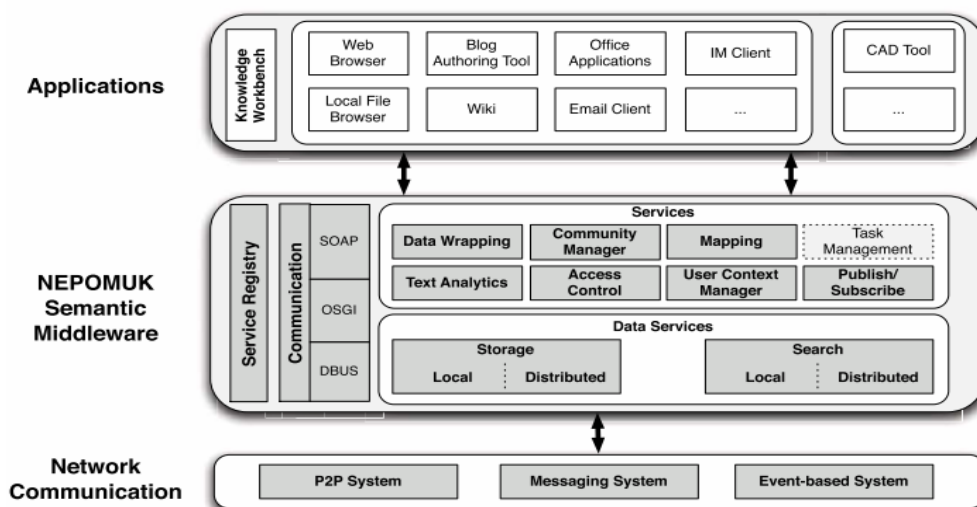 Applications
Knowledge
Workbench
Web
Browser
Blog
Authoring Tool
Office
Applications
IM Client
CAD Tool
Local File
Browser
Wiki
Email Client
...
...
NEPOMUK
Semantic
Middleware
Service Registry
Communication
SOAP
OSGI
DBUS
Services
Data Wrapping
Community
Manager
Mapping
Task
Management
Text Analytics
Access
Control
User Context
Manager
Publish/
Subscribe
Data Services
Storage
Local
Distributed
Search
Local
Distributed
Network
Communication
P2P System
Messaging System
Event-based System